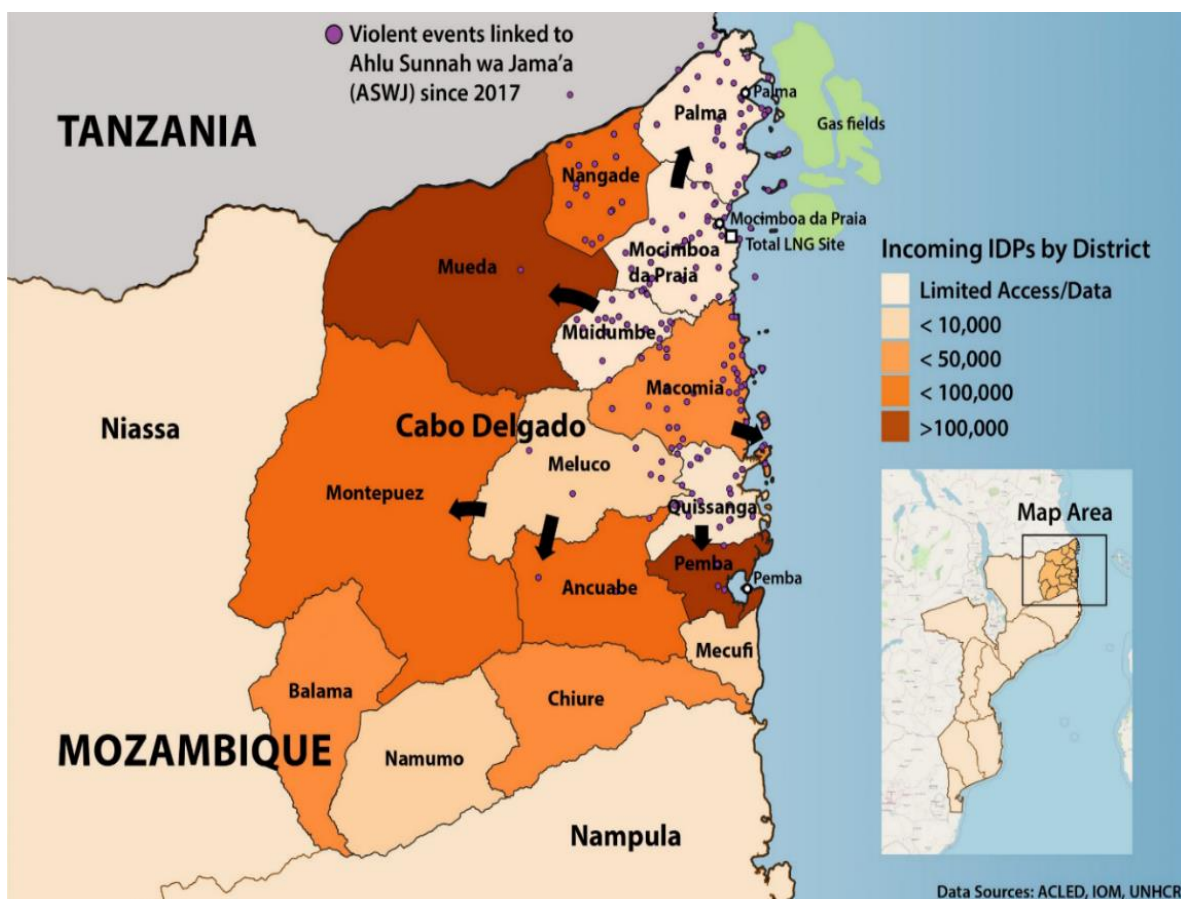 Violent events linked to
Ahlu Sunnah wa Jama'a
(ASWJ) since 2017
TANZANIA
Palma
Palma
Gas fields
Nangade
Mocimboa da Praia
Total LNG Site
Mueda
Mocimboa
da Praia
Incoming IDPs by District
Limited Access/Data
< 10,000
< 50,000
< 100,000
>100,000
Muidumbe
Macomia
Niassa
Cabo Delgado
Meluco
Montepuez
Quissanga
Map Area
Pemba
Pemba
Ancuabe
Mecufi
Balama
Chiure
MOZAMBIQUE
Namumo
Nampula
Data Sources: ACLED, IOM, UNHCR